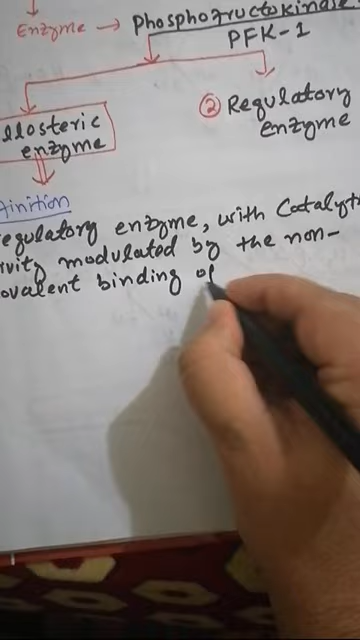 Enzyme → Phosphofructokinase
PFK-1
llosteric
enzyme
② Regulatory
enzyme
finition
regulatory enzyme, with Catalyt
ivity modulated by the non-
ovalent binding of